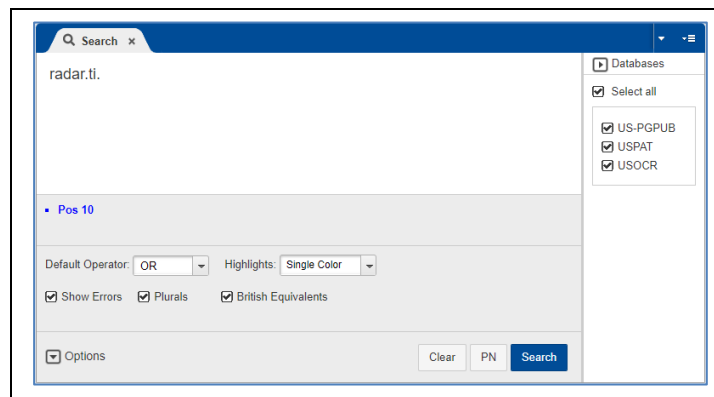 Search ×
radar.ti.
Databases
Select all
US-PGPUB
USPAT
USOCR
Pos 10
Default Operator: OR Highlights: Single Color
Show Errors Plurals British Equivalents
Options Clear PN Search